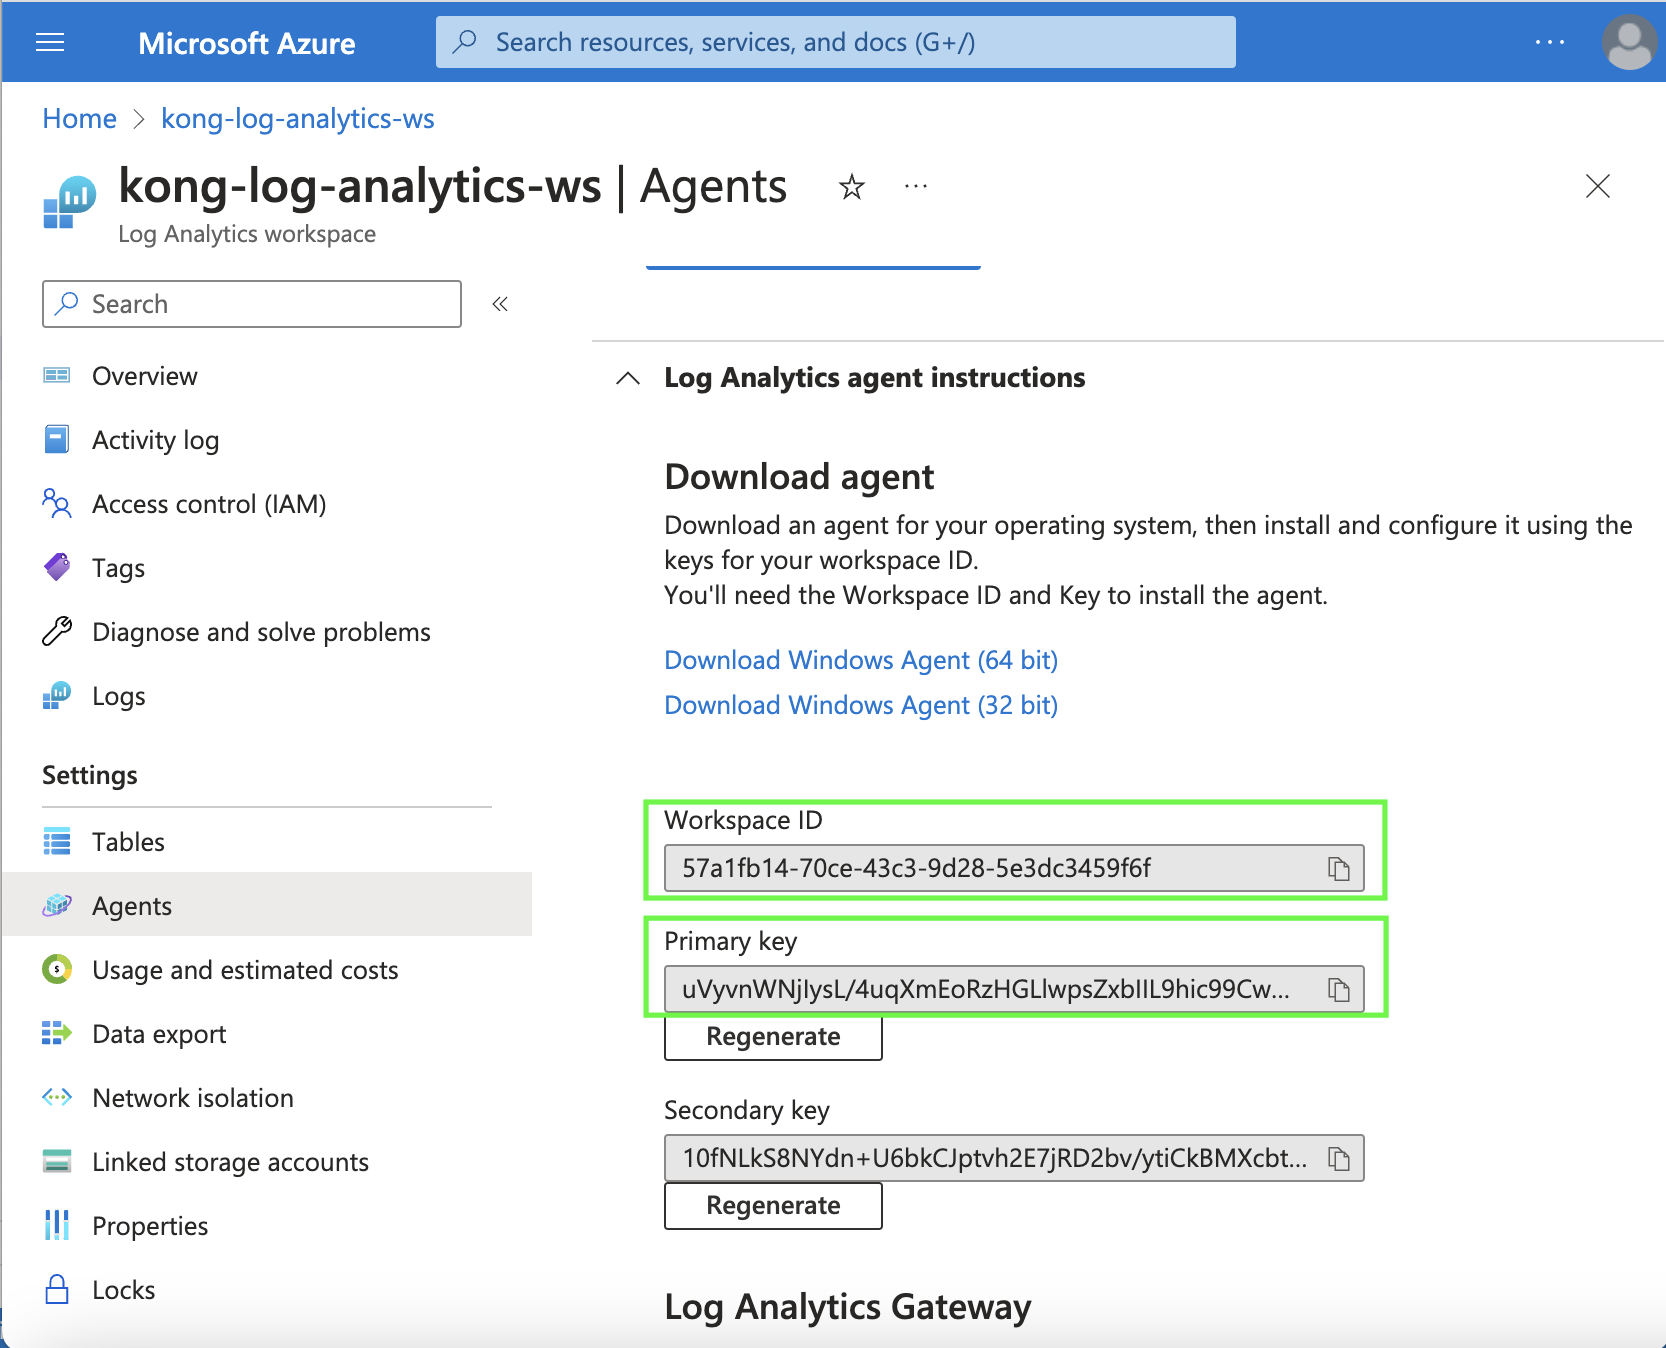 Microsoft Azure
Search resources, services, and docs (G+/)
Home > kong-log-analytics-ws
kong-log-analytics-ws | Agents
Log Analytics workspace
Search
Overview
Activity log
Access control (IAM)
Tags
Diagnose and solve problems
Logs
Settings
Tables
Agents
Usage and estimated costs
Data export
Network isolation
Linked storage accounts
Properties
Locks
Log Analytics agent instructions
Download agent
Download an agent for your operating system, then install and configure it using the
keys for your workspace ID.
You'll need the Workspace ID and Key to install the agent.
Download Windows Agent (64 bit)
Download Windows Agent (32 bit)
Workspace ID
57a1fb14-70ce-43c3-9d28-5e3dc3459f6f
Primary key
uVyvnWNjIysL/4uqXmEoRzHGLlwpsZxbIIL9hic99Cw...
Regenerate
Secondary key
10fNLkS8NYdn+U6bkCJptvh2E7jRD2bv/ytiCkBMXcbt...
Regenerate
Log Analytics Gateway